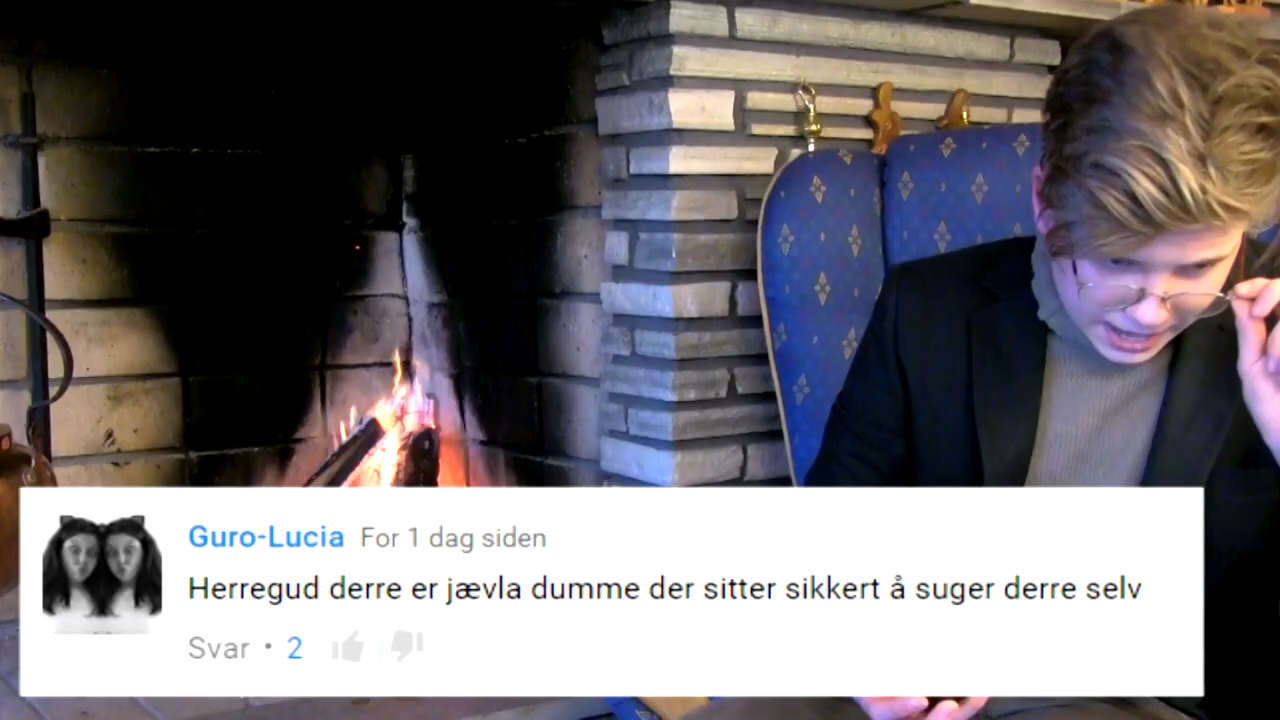 Guro-Lucia For 1 dag siden
Herregud derre er jævla dumme der sitter sikkert å suger derre selv
Svar • 2